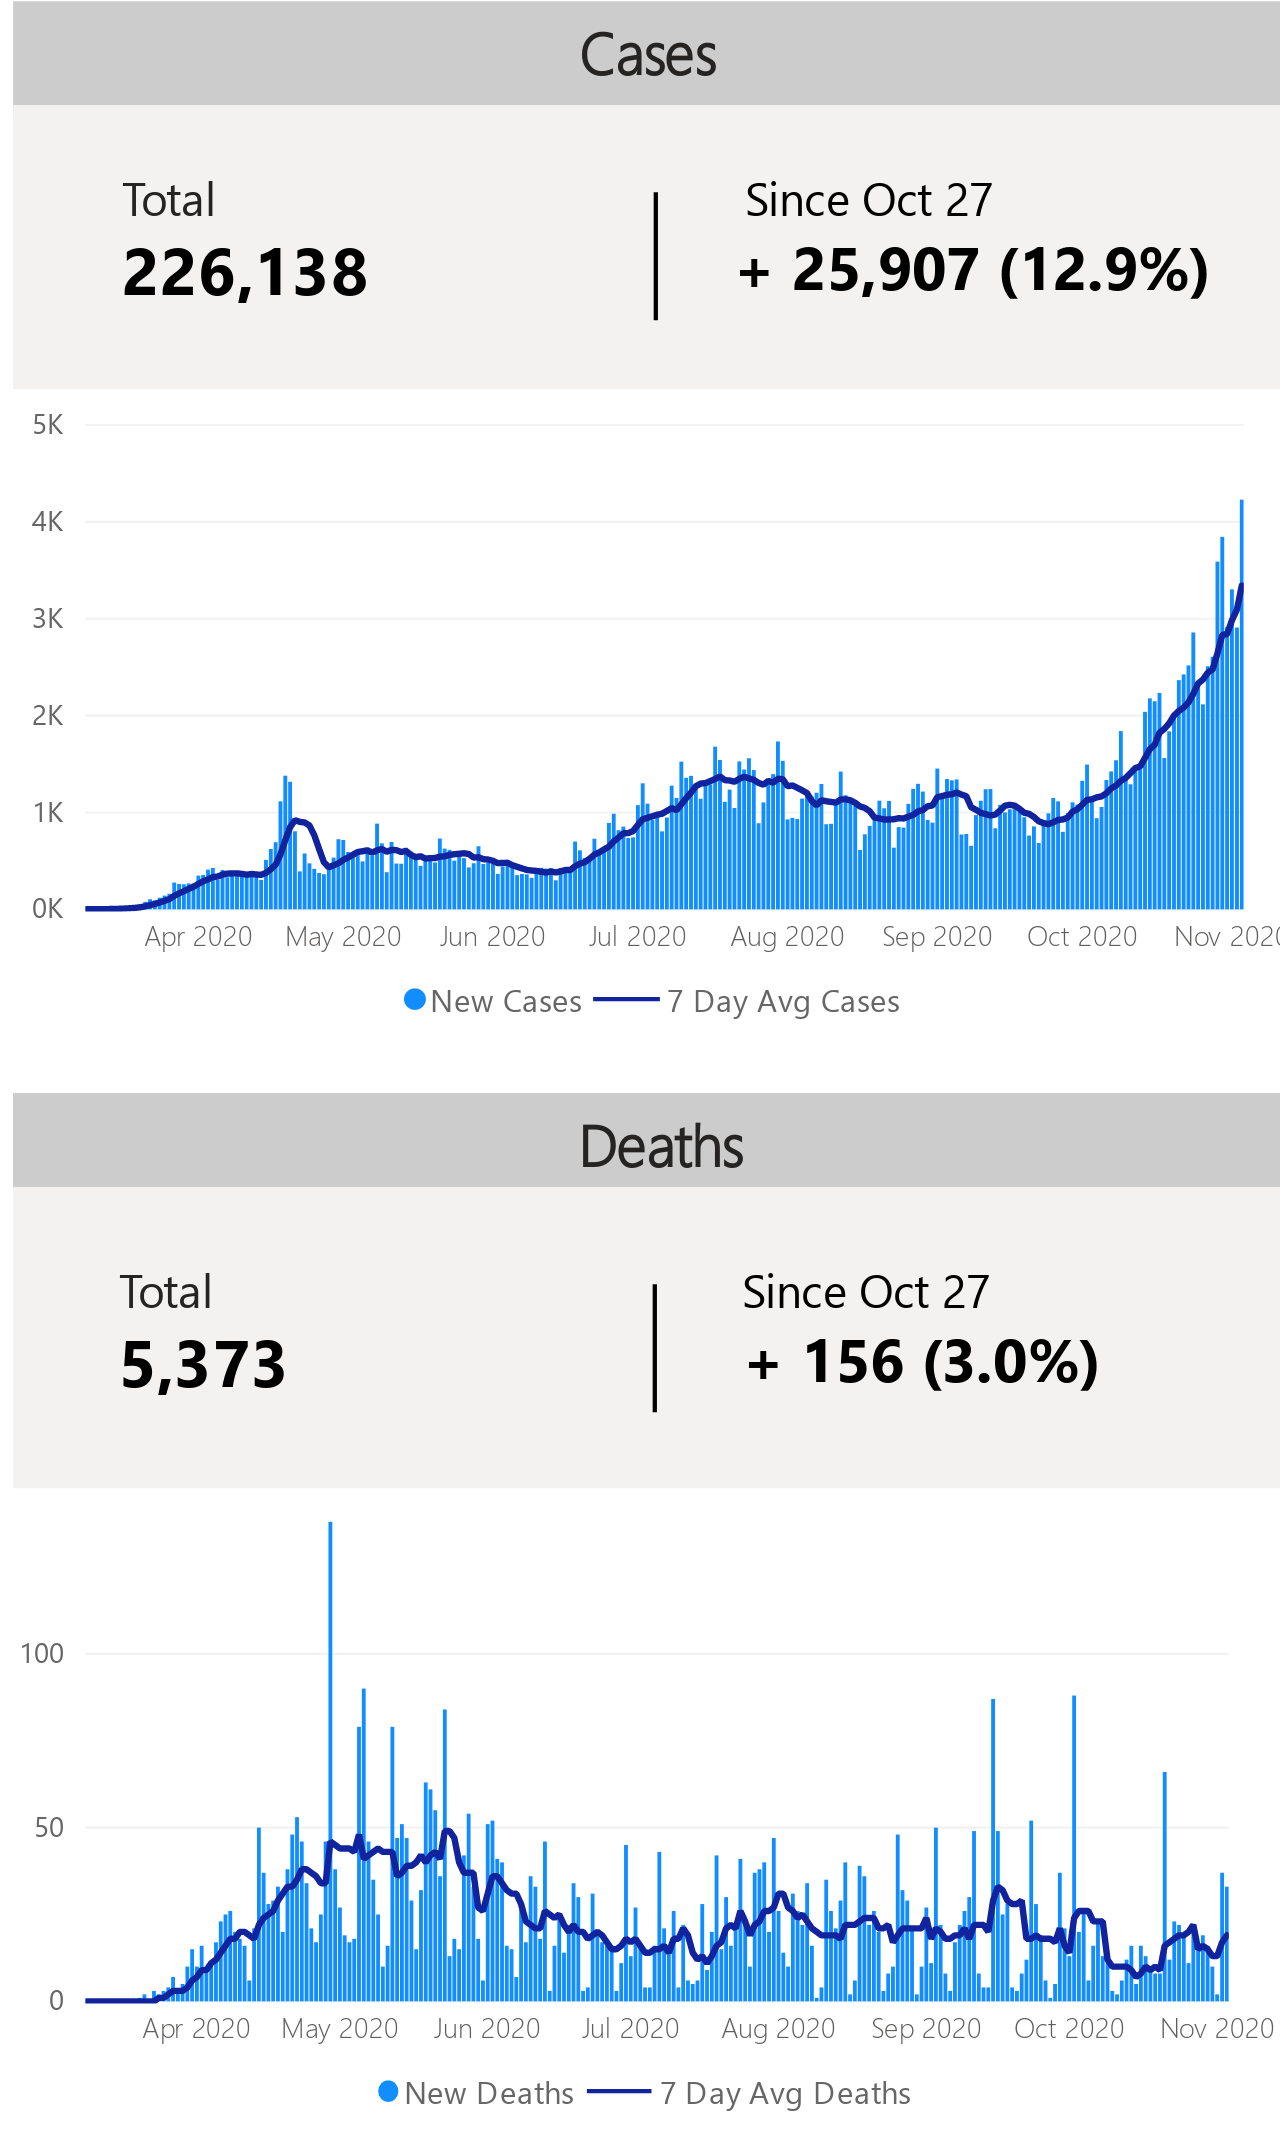 Cases
Total
Since Oct 27
226,138
+ 25,907 (12.9%)
5K
4K
3K
2K
1K
0K
Apr 2020 May 2020 Jun 2020 Jul 2020 Aug 2020 Sep 2020 Oct 2020 Nov 2020
New Cases 7 Day Avg Cases
Deaths
Total
Since Oct 27
5,373
+ 156 (3.0%)
100
50
0
Apr 2020 May 2020 Jun 2020 Jul 2020 Aug 2020 Sep 2020 Oct 2020 Nov 2020
New Deaths 7 Day Avg Deaths